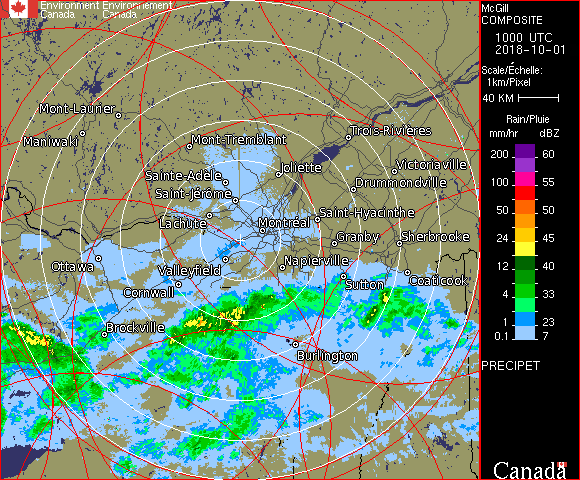 Environment Environnement
Canada Canada
McGill
COMPOSITE
1000 UTC
2018-10-01
Scale/Échelle:
1km/Pixel
40 KM
Rain/Pluie
mm/hr dBZ
200 60
100 55
50 50
24 45
12 40
4 33
1 23
0.1 7
PRECIPET
Canada
Mont-Laurier
Maniwaki
Mont-Tremblant
Trois-Rivières
Sainte-Adèle
Joliette
Victoriaville
Saint-Jérôme
Drummondville
Lachute
Montréal
Saint-Hyacinthe
Granby
Sherbrooke
Ottawa
Valleyfield
Napierville
Cornwall
Sutton
Coaticook
Brockville
Burlington